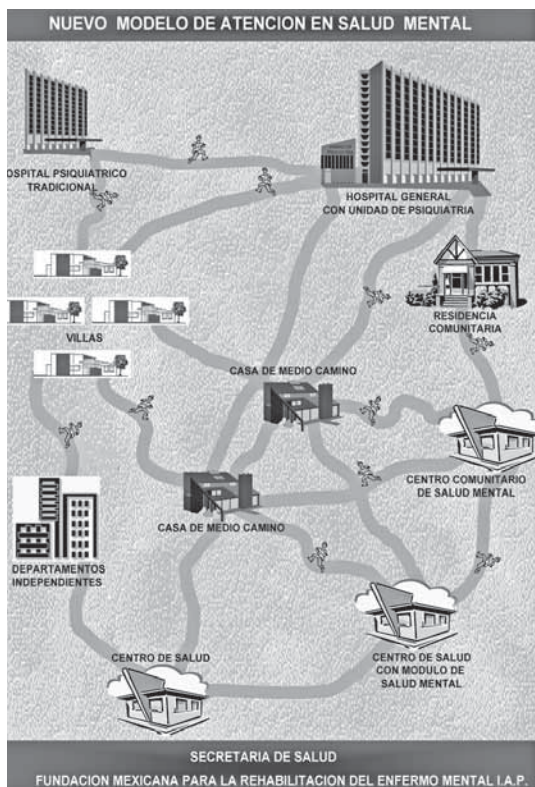 NUEVO MODELO DE ATENCION EN SALUD MENTAL
HOSPITAL PSIQUIATRICO
TRADICIONAL
HOSPITAL GENERAL
CON UNIDAD DE PSIQUIATRIA
RESIDENCIA
COMUNITARIA
VILLAS
CASA DE MEDIO CAMINO
CENTRO COMUNITARIO
DE SALUD MENTAL
CASA DE MEDIO CAMINO
DEPARTAMENTOS
INDEPENDIENTES
CENTRO DE SALUD
CENTRO DE SALUD
CON MODULO DE
SALUD MENTAL
SECRETARIA DE SALUD
FUNDACION MEXICANA PARA LA REHABILITACION DEL ENFERMO MENTAL I.A.P.